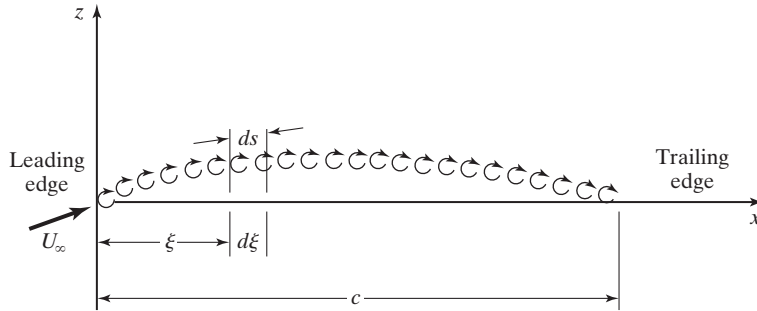 z
ds
Leading
edge
Trailing
edge
x
U∞
ξ
dξ
c